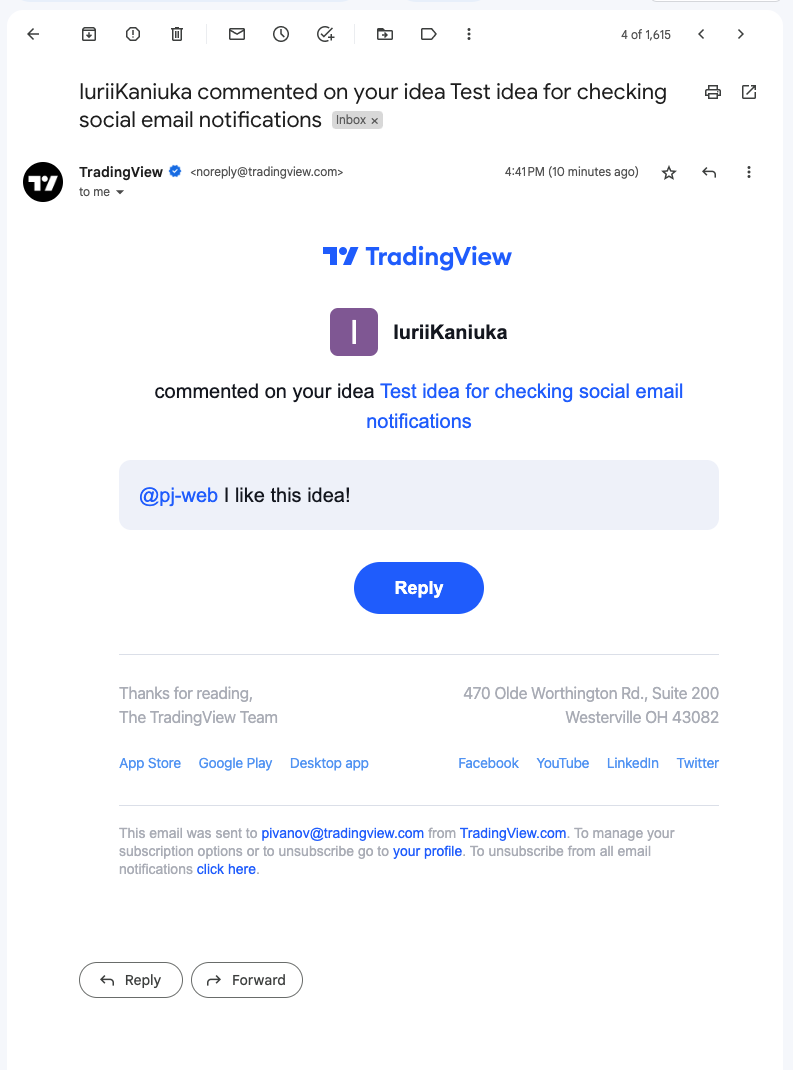 4 of 1,615
IuriiKaniuka commented on your idea Test idea for checking
social email notifications Inbox ×
TradingView <noreply@tradingview.com> 4:41 PM (10 minutes ago)
to me
TradingView
I IuriiKaniuka
commented on your idea Test idea for checking social email
notifications
@pj-web I like this idea!
Reply
Thanks for reading,
The TradingView Team
470 Olde Worthington Rd., Suite 200
Westerville OH 43082
App Store Google Play Desktop app Facebook YouTube LinkedIn Twitter
This email was sent to pivanov@tradingview.com from TradingView.com. To manage your
subscription options or to unsubscribe go to your profile. To unsubscribe from all email
notifications click here.
Reply Forward